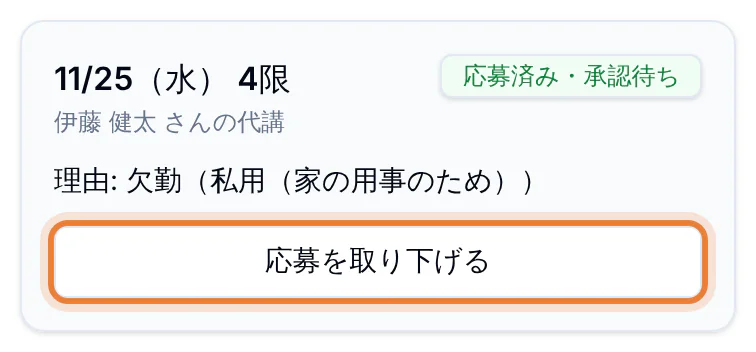 11/25（水） 4限
応募済み・承認待ち
伊藤 健太 さんの代講
理由: 欠勤（私用（家の用事のため））
応募を取り下げる